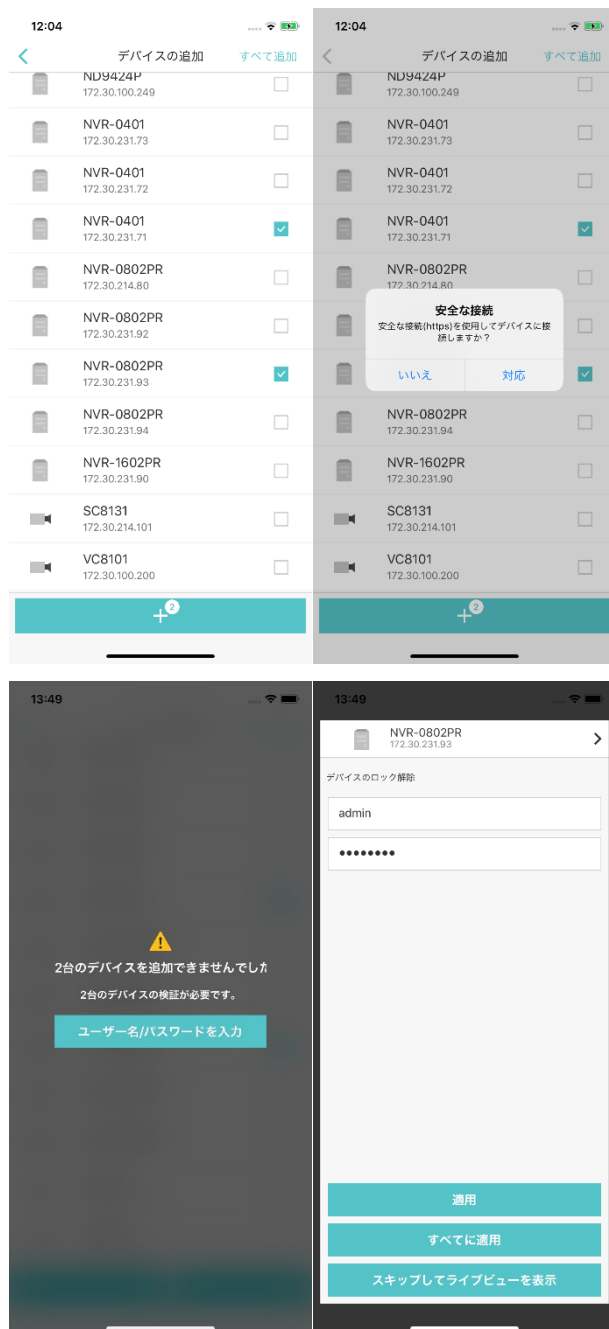 12:04
デバイスの追加
すべて追加
ND9424P
172.30.100.249
NVR-0401
172.30.231.73
NVR-0401
172.30.231.72
NVR-0401
172.30.231.71
NVR-0802PR
172.30.214.80
NVR-0802PR
172.30.231.92
NVR-0802PR
172.30.231.93
NVR-0802PR
172.30.231.94
NVR-1602PR
172.30.231.90
SC8131
172.30.214.101
VC8101
172.30.100.200
+2
12:04
デバイスの追加
すべて追加
ND9424P
172.30.100.249
NVR-0401
172.30.231.73
NVR-0401
172.30.231.72
NVR-0401
172.30.231.71
NVR-0802PR
172.30.214.80
安全な接続
安全な接続(https)を使用してデバイスに接
続しますか？
いいえ
対応
NVR-0802PR
172.30.231.94
NVR-1602PR
172.30.231.90
SC8131
172.30.214.101
VC8101
172.30.100.200
+2
13:49
2台のデバイスを追加できませんでした
2台のデバイスの検証が必要です。
ユーザー名/パスワードを入力
13:49
NVR-0802PR
172.30.231.93
デバイスのロック解除
admin
••••••••
適用
すべてに適用
スキップしてライブビューを表示